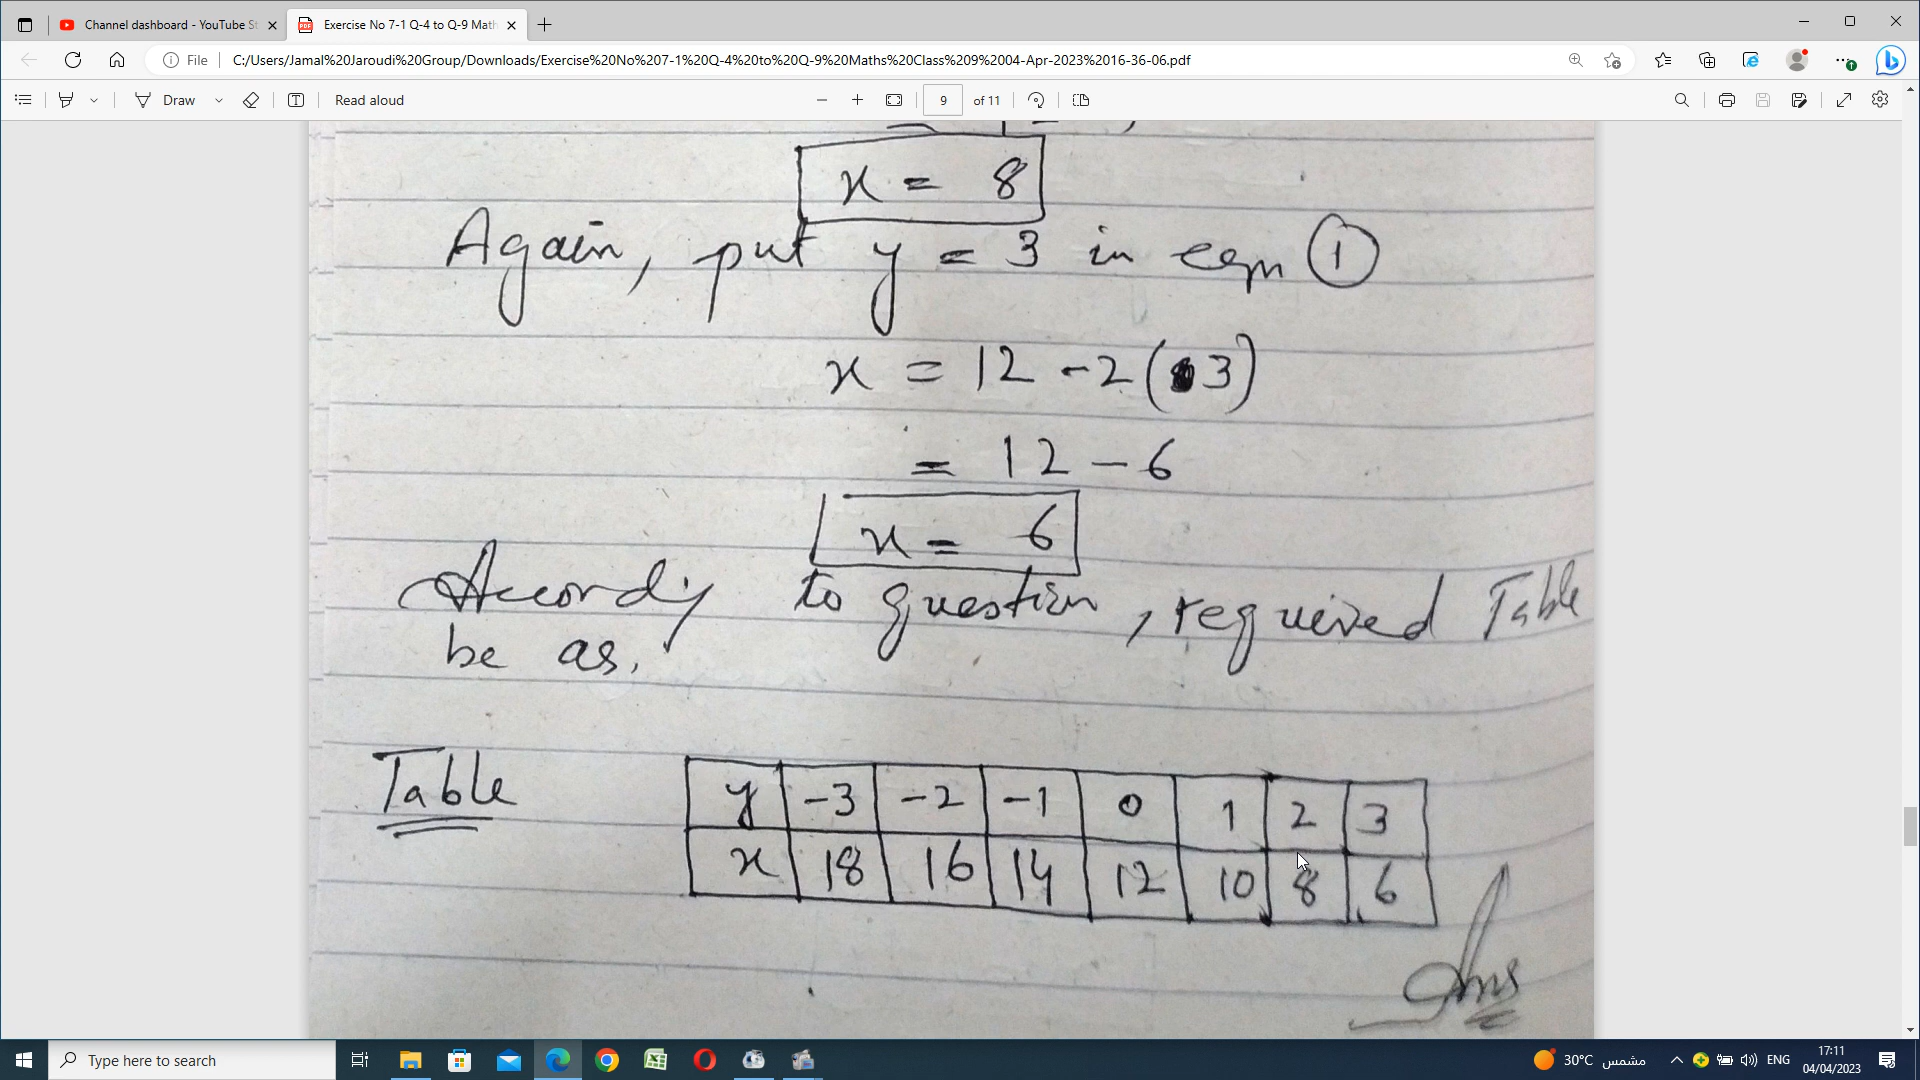 Channel dashboard - YouTube St
Exercise No 7-1 Q-4 to Q-9 Math
File
C:/Users/Jamal%20Jaroudi%20Group/Downloads/Exercise%20No%207-1%20Q-4%20to%20Q-9%20Maths%20Class%209%2004-Apr-2023%2016-36-06.pdf
Draw
Read aloud
9 of 11
x = 8
Again, put y = 3 in eqn ①
x = 12 - 2(3)
= 12 - 6
x = 6
Accordig to question, requried Table
be as.
Table
y -3 -2 -1 0 1 2 3
x 18 16 14 12 10 8 6
Ans
Type here to search
30°C مشمس
ENG
17:11
04/04/2023